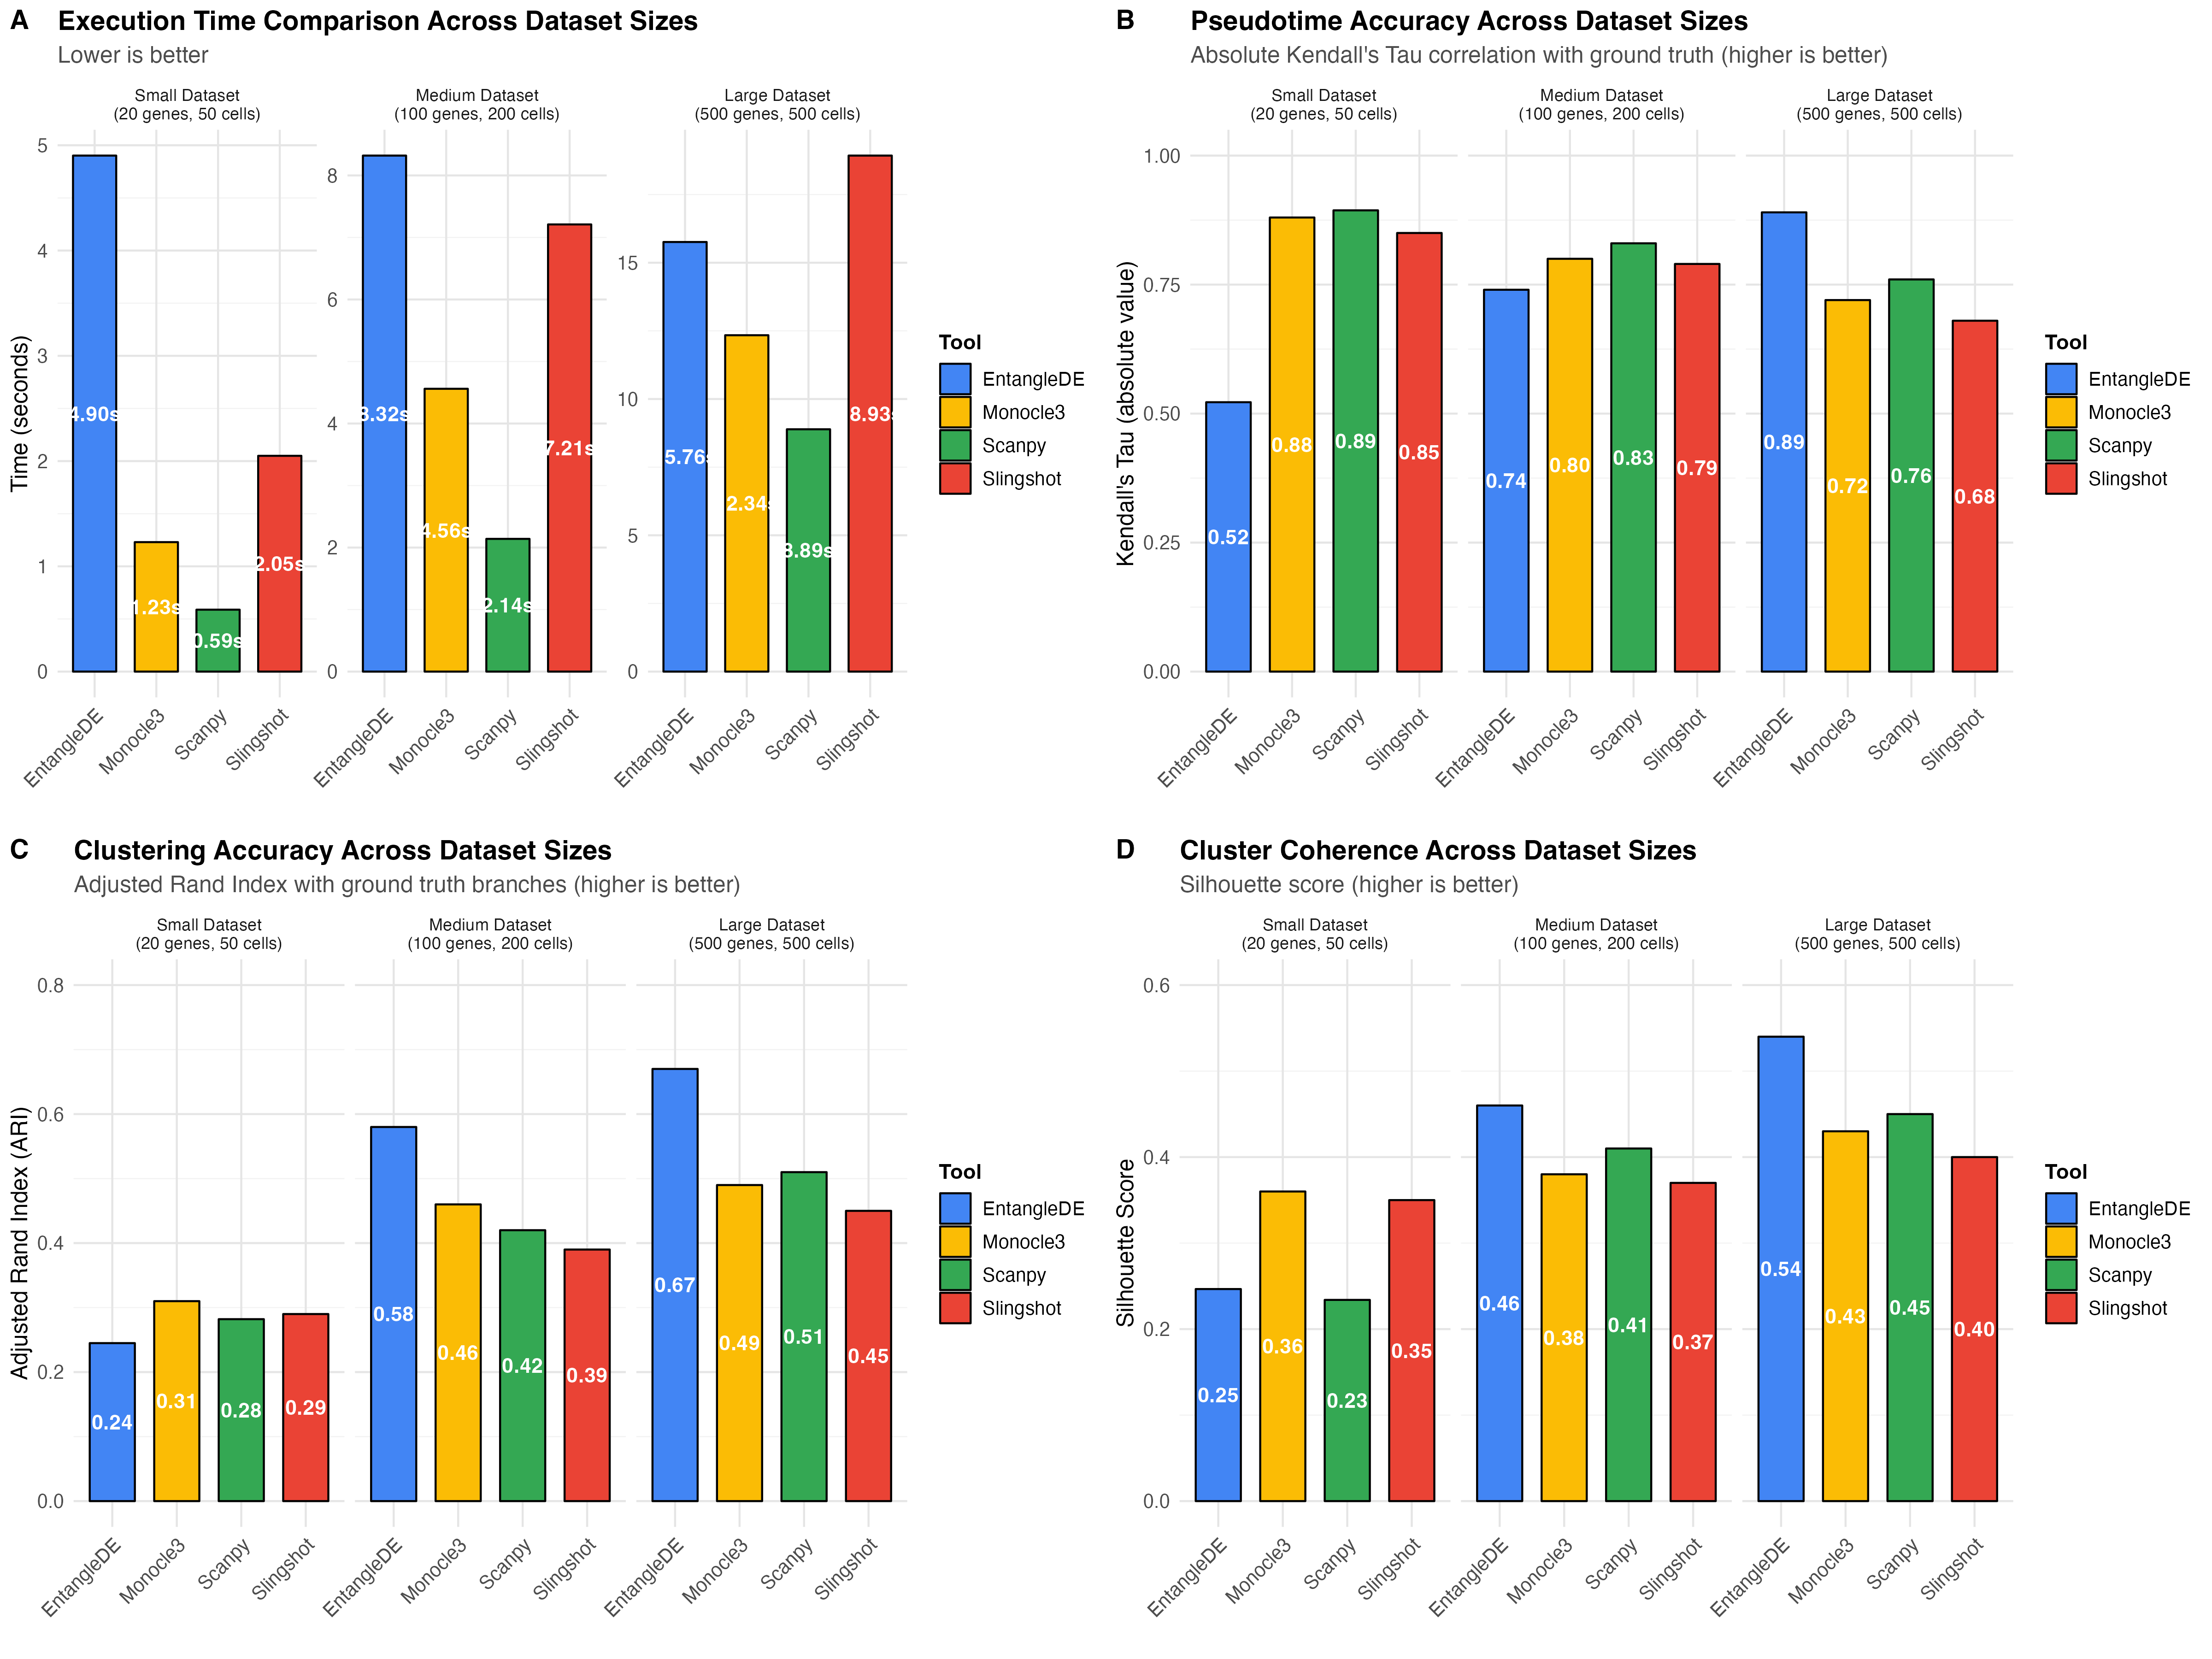 A Execution Time Comparison Across Dataset Sizes
Lower is better
Small Dataset
(20 genes, 50 cells)
Medium Dataset
(100 genes, 200 cells)
Large Dataset
(500 genes, 500 cells)
Time (seconds)
5
4
3
2
1
0
4.90s
1.23s
0.59s
2.05s
8
6
4
2
0
8.32s
4.56s
2.14s
7.21s
15
10
5
0
5.76s
2.34s
8.89s
8.93s
EntangleDE
Monocle3
Scanpy
Slingshot
EntangleDE
Monocle3
Scanpy
Slingshot
EntangleDE
Monocle3
Scanpy
Slingshot
Tool
EntangleDE
Monocle3
Scanpy
Slingshot
B Pseudotime Accuracy Across Dataset Sizes
Absolute Kendall's Tau correlation with ground truth (higher is better)
Small Dataset
(20 genes, 50 cells)
Medium Dataset
(100 genes, 200 cells)
Large Dataset
(500 genes, 500 cells)
Kendall's Tau (absolute value)
1.00
0.75
0.50
0.25
0.00
0.52
0.88
0.89
0.85
0.74
0.80
0.83
0.79
0.89
0.72
0.76
0.68
EntangleDE
Monocle3
Scanpy
Slingshot
EntangleDE
Monocle3
Scanpy
Slingshot
EntangleDE
Monocle3
Scanpy
Slingshot
Tool
EntangleDE
Monocle3
Scanpy
Slingshot
C Clustering Accuracy Across Dataset Sizes
Adjusted Rand Index with ground truth branches (higher is better)
Small Dataset
(20 genes, 50 cells)
Medium Dataset
(100 genes, 200 cells)
Large Dataset
(500 genes, 500 cells)
Adjusted Rand Index (ARI)
0.8
0.6
0.4
0.2
0.0
0.24
0.31
0.28
0.29
0.58
0.46
0.42
0.39
0.67
0.49
0.51
0.45
EntangleDE
Monocle3
Scanpy
Slingshot
EntangleDE
Monocle3
Scanpy
Slingshot
EntangleDE
Monocle3
Scanpy
Slingshot
Tool
EntangleDE
Monocle3
Scanpy
Slingshot
D Cluster Coherence Across Dataset Sizes
Silhouette score (higher is better)
Small Dataset
(20 genes, 50 cells)
Medium Dataset
(100 genes, 200 cells)
Large Dataset
(500 genes, 500 cells)
Silhouette Score
0.6
0.4
0.2
0.0
0.25
0.36
0.23
0.35
0.46
0.38
0.41
0.37
0.54
0.43
0.45
0.40
EntangleDE
Monocle3
Scanpy
Slingshot
EntangleDE
Monocle3
Scanpy
Slingshot
EntangleDE
Monocle3
Scanpy
Slingshot
Tool
EntangleDE
Monocle3
Scanpy
Slingshot